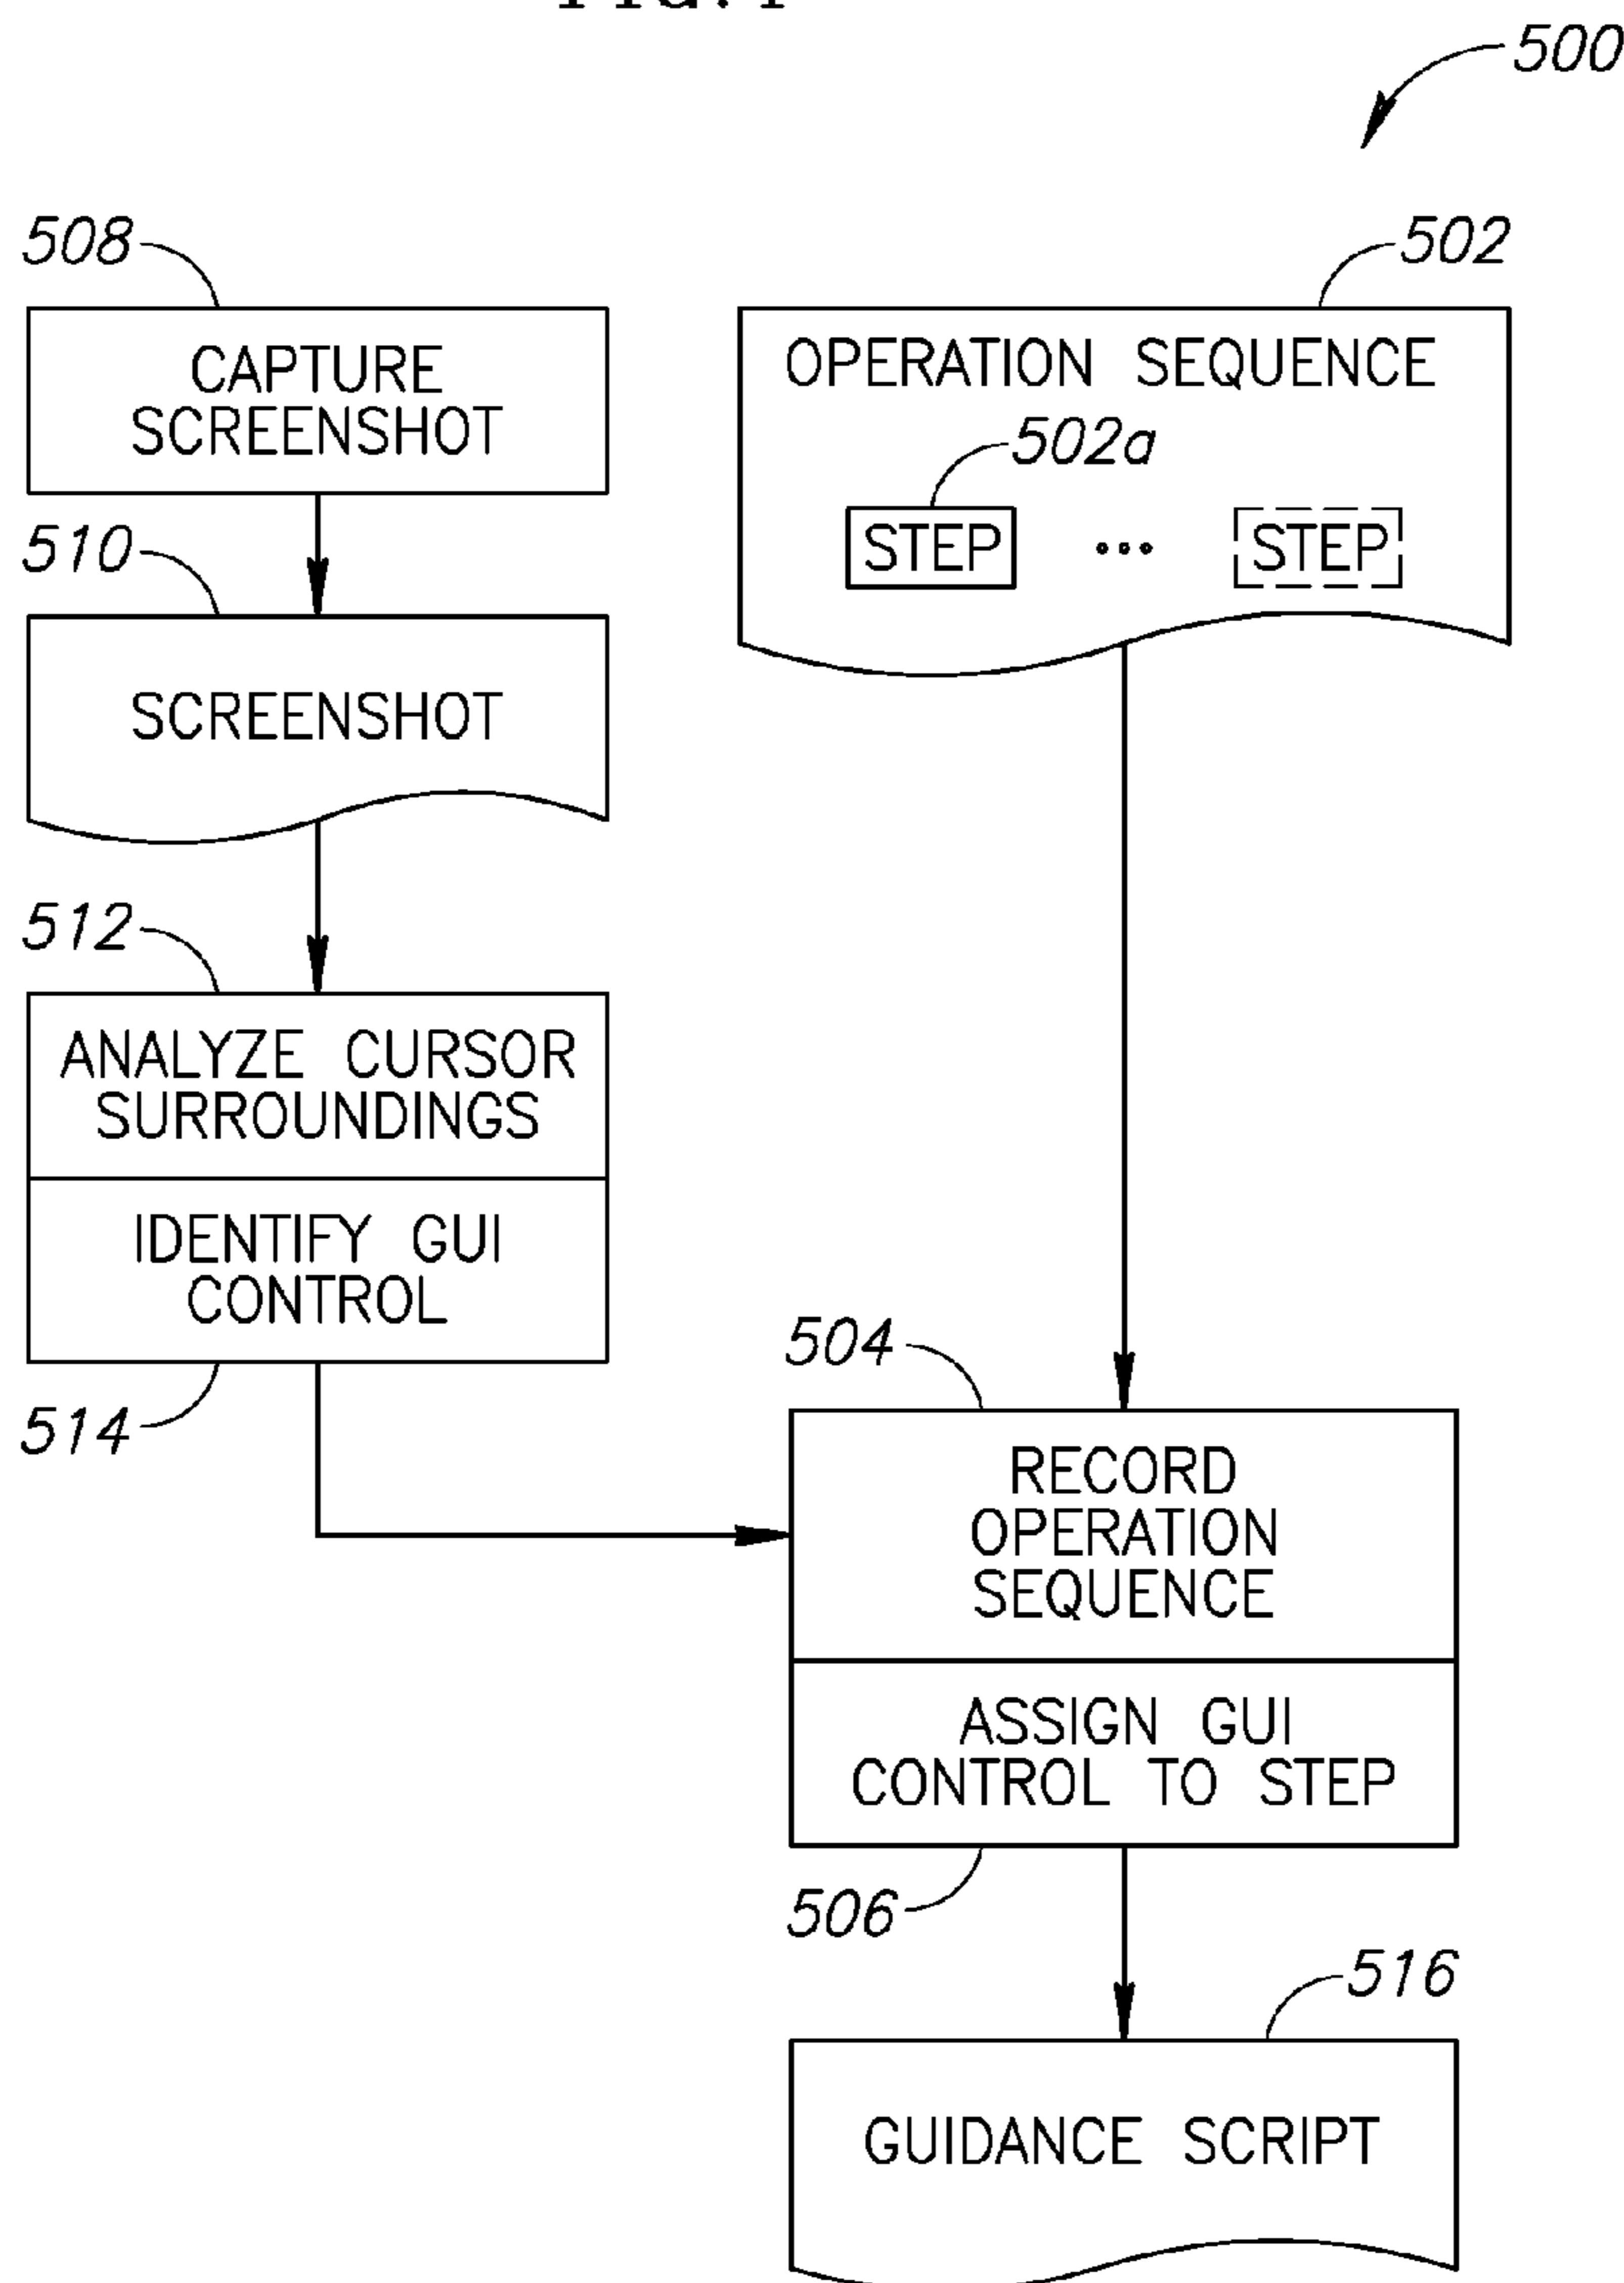 500
508
CAPTURE
SCREENSHOT
502
OPERATION SEQUENCE
502a
STEP ... STEP
510
SCREENSHOT
512
ANALYZE CURSOR
SURROUNDINGS
IDENTIFY GUI
CONTROL
514
504
RECORD
OPERATION
SEQUENCE
ASSIGN GUI
CONTROL TO STEP
506
516
GUIDANCE SCRIPT